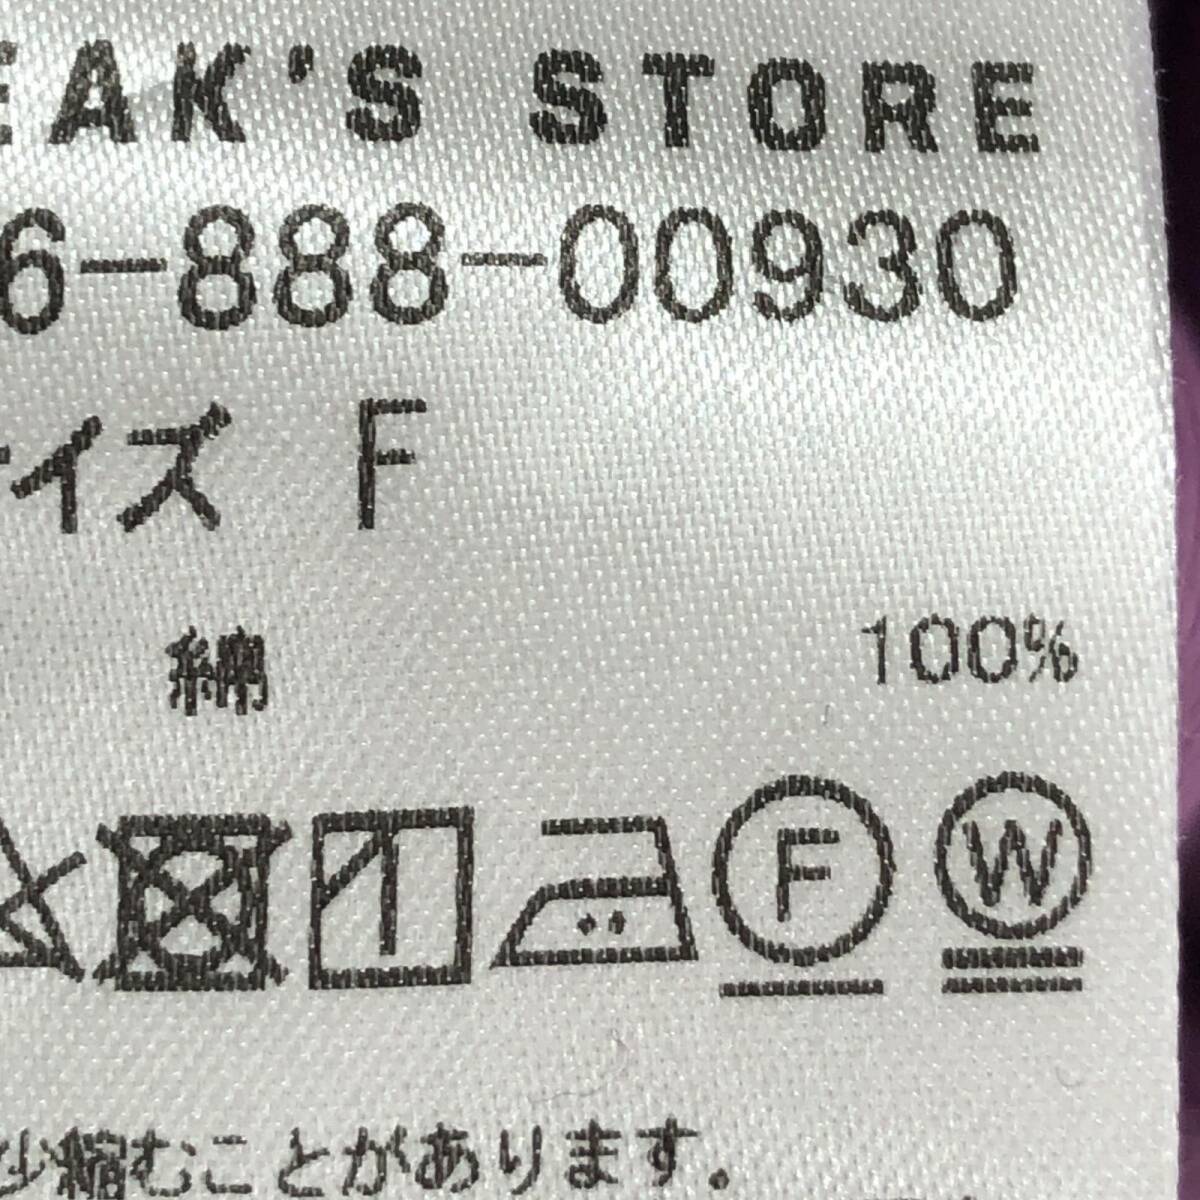 EAK'S STORE
6-888-00930
サイズ F
綿 100%
F W
少縮むことがあります。